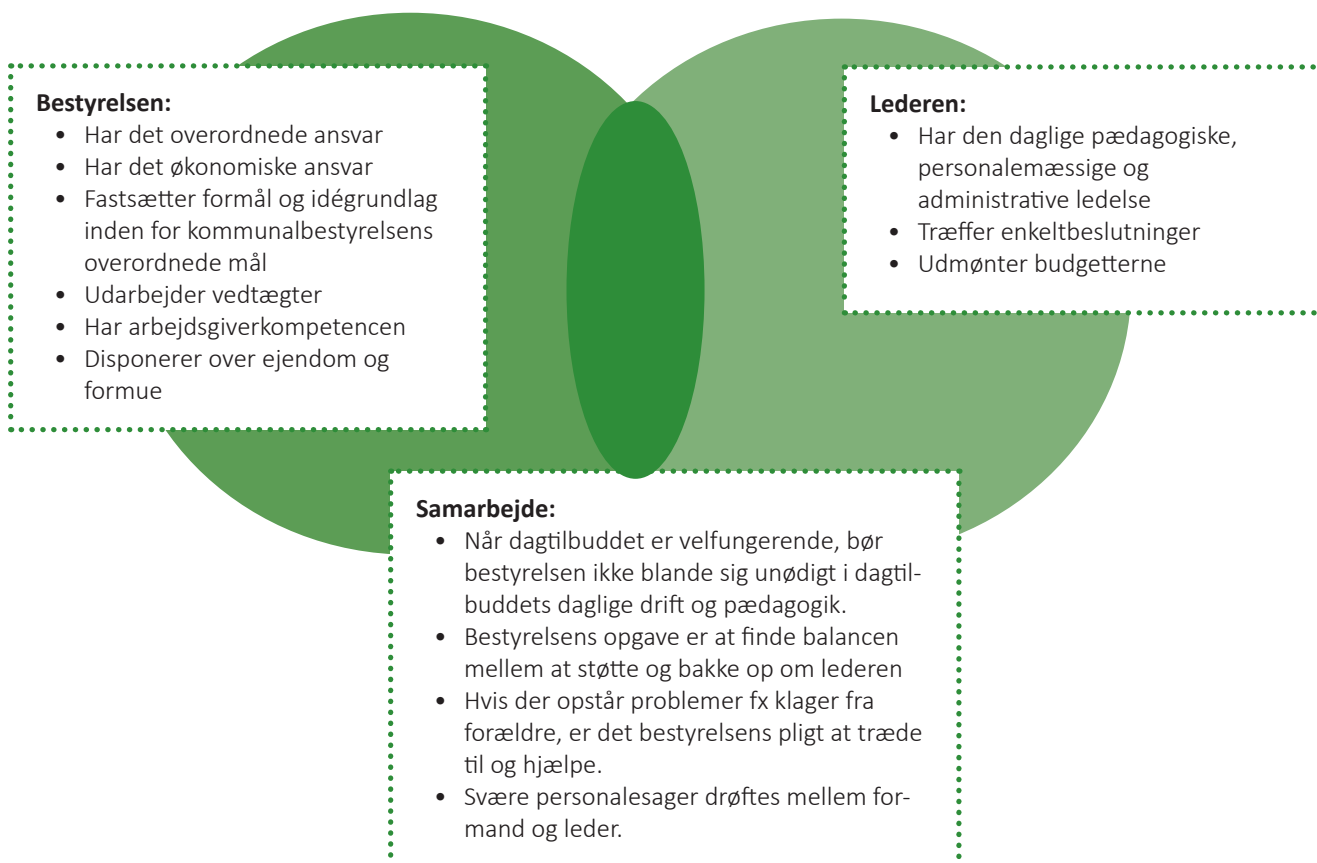 Bestyrelsen:
• Har det overordnede ansvar
• Har det økonomiske ansvar
• Fastsætter formål og idégrundlag
inden for kommunalbestyrelsens
overordnede mål
• Udarbejder vedtægter
• Har arbejdsgiverkompetencen
• Disponerer over ejendom og
formue
Lederen:
• Har den daglige pædagogiske,
personalemæssige og
administrative ledelse
• Træffer enkeltbeslutninger
• Udmønter budgetterne
Samarbejde:
• Når dagtilbuddet er velfungerende, bør
bestyrelsen ikke blande sig unødigt i dagtil-
buddets daglige drift og pædagogik.
• Bestyrelsens opgave er at finde balancen
mellem at støtte og bakke op om lederen
• Hvis der opstår problemer fx klager fra
forældre, er det bestyrelsens pligt at træde
til og hjælpe.
• Svære personalesager drøftes mellem for-
mand og leder.